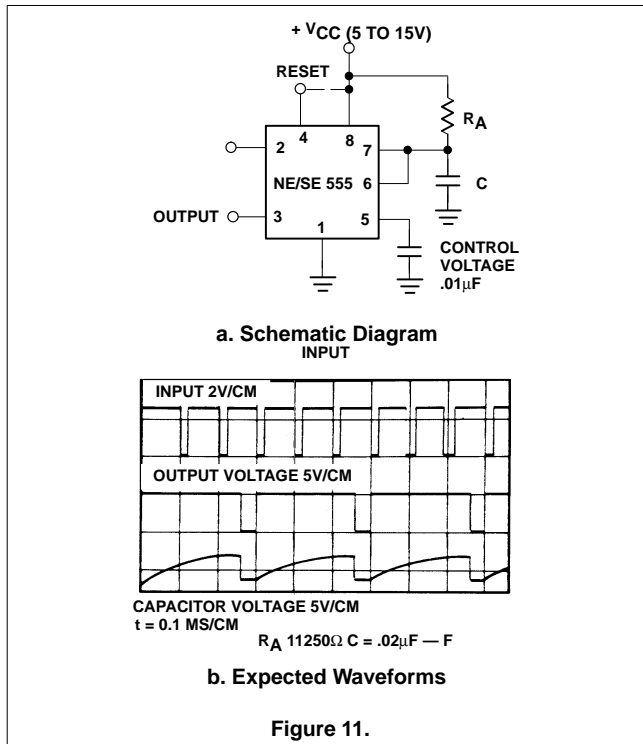 + VCC (5 TO 15V)
RESET
RA
4
8
2
7
NE/SE 555
6
C
OUTPUT
3
5
1
CONTROL
VOLTAGE
.01μF
a. Schematic Diagram
INPUT
INPUT 2V/CM
OUTPUT VOLTAGE 5V/CM
CAPACITOR VOLTAGE 5V/CM
t = 0.1 MS/CM
RA 11250Ω C = .02μF — F
b. Expected Waveforms
Figure 11.